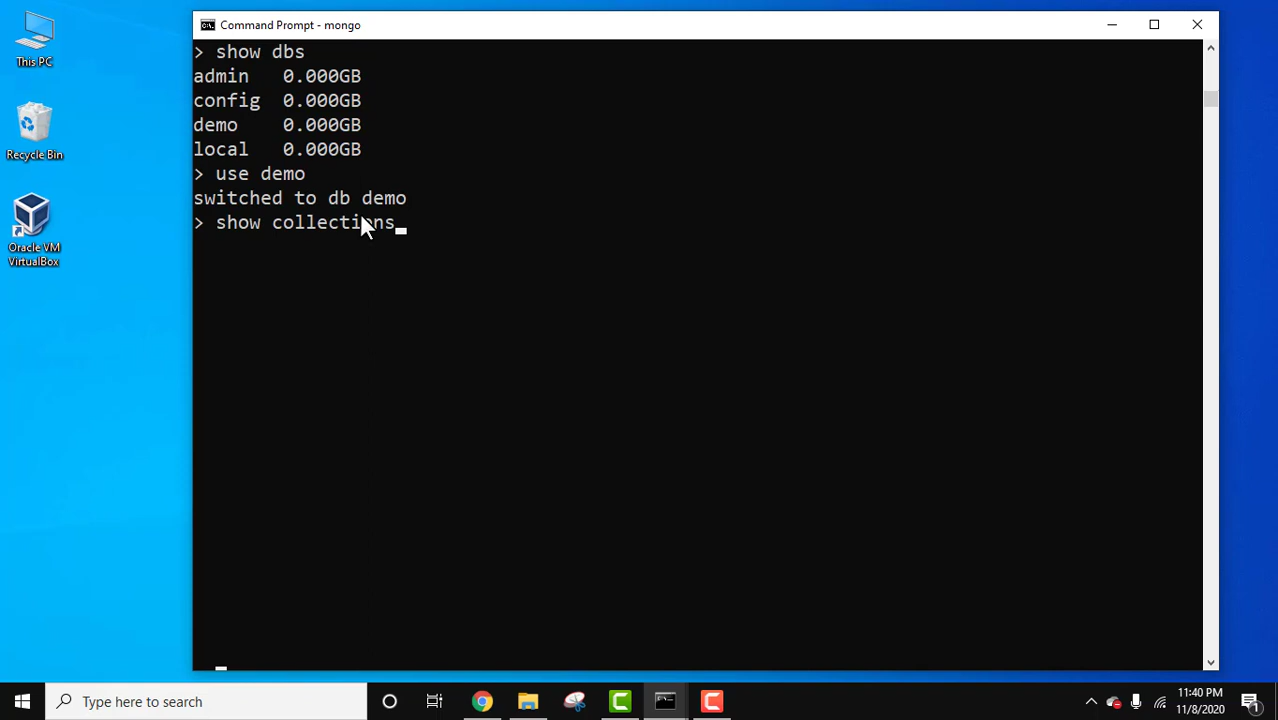 This PC
Recycle Bin
Oracle VM
VirtualBox
Command Prompt - mongo
> show dbs
admin   0.000GB
config  0.000GB
demo    0.000GB
local   0.000GB
> use demo
switched to db demo
> show collections
Type here to search
11:40 PM
11/8/2020
1